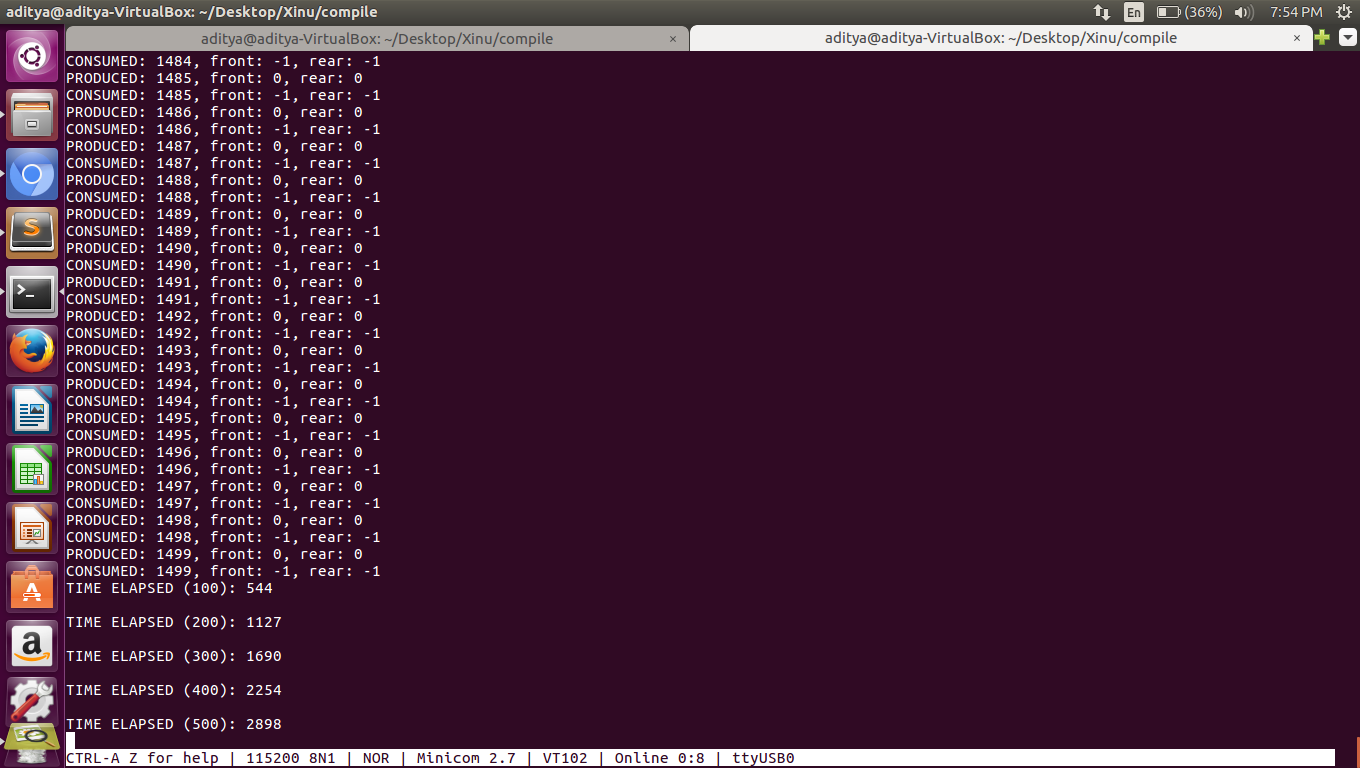 aditya@aditya-VirtualBox: ~/Desktop/Xinu/compile
En
(36%)
7:54 PM
aditya@aditya-VirtualBox: ~/Desktop/Xinu/compile ×
aditya@aditya-VirtualBox: ~/Desktop/Xinu/compile ×
CONSUMED: 1484, front: -1, rear: -1
PRODUCED: 1485, front: 0, rear: 0
CONSUMED: 1485, front: -1, rear: -1
PRODUCED: 1486, front: 0, rear: 0
CONSUMED: 1486, front: -1, rear: -1
PRODUCED: 1487, front: 0, rear: 0
CONSUMED: 1487, front: -1, rear: -1
PRODUCED: 1488, front: 0, rear: 0
CONSUMED: 1488, front: -1, rear: -1
PRODUCED: 1489, front: 0, rear: 0
CONSUMED: 1489, front: -1, rear: -1
PRODUCED: 1490, front: 0, rear: 0
CONSUMED: 1490, front: -1, rear: -1
PRODUCED: 1491, front: 0, rear: 0
CONSUMED: 1491, front: -1, rear: -1
PRODUCED: 1492, front: 0, rear: 0
CONSUMED: 1492, front: -1, rear: -1
PRODUCED: 1493, front: 0, rear: 0
CONSUMED: 1493, front: -1, rear: -1
PRODUCED: 1494, front: 0, rear: 0
CONSUMED: 1494, front: -1, rear: -1
PRODUCED: 1495, front: 0, rear: 0
CONSUMED: 1495, front: -1, rear: -1
PRODUCED: 1496, front: 0, rear: 0
CONSUMED: 1496, front: -1, rear: -1
PRODUCED: 1497, front: 0, rear: 0
CONSUMED: 1497, front: -1, rear: -1
PRODUCED: 1498, front: 0, rear: 0
CONSUMED: 1498, front: -1, rear: -1
PRODUCED: 1499, front: 0, rear: 0
CONSUMED: 1499, front: -1, rear: -1
TIME ELAPSED (100): 544
TIME ELAPSED (200): 1127
TIME ELAPSED (300): 1690
TIME ELAPSED (400): 2254
TIME ELAPSED (500): 2898
CTRL-A Z for help | 115200 8N1 | NOR | Minicom 2.7 | VT102 | Online 0:8 | ttyUSB0